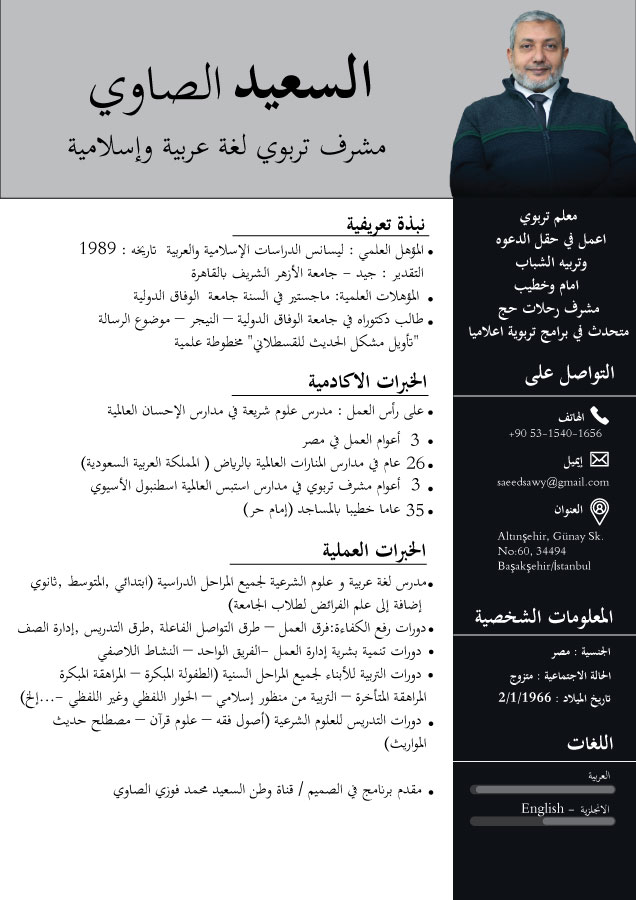 السعيد الصاوي
مشرف تربوي لغة عربية وإسلامية
معلم تربوي
اعمل في حقل الدعوه
وتربيه الشباب
امام وخطيب
مشرف رحلات حج
متحدث في برامج تربوية اعلاميا
التواصل على
الهاتف
+90 53-1540-1656
إيميل
saeedsawy@gmail.com
العنوان
Altınşehir, Günay Sk.
No:60, 34494
Başakşehir/İstanbul
المعلومات الشخصية
الجنسية : مصر
الحالة الاجتماعية : متزوج
تاريخ الميلاد : 2/1/1966
اللغات
العربية
الانجلزية – English
نبذة تعريفية
• المؤهل العلمي : ليسانس الدراسات الإسلامية والعربية تاريخه : 1989
التقدير : جيد - جامعة الأزهر الشريف بالقاهرة
• المؤهلات العلمية: ماجستير في السنة جامعة الوفاق الدولية
• طالب دكتوراه في جامعة الوفاق الدولية – النيجر – موضوع الرسالة
"تأويل مشكل الحديث للقسطلاني" مخطوطة علمية
الخبرات الاكادمية
• على رأس العمل : مدرس علوم شريعة في مدارس الإحسان العالمية
• 3 أعوام العمل في مصر
• 26 عام في مدارس المنارات العالمية بالرياض ( المملكة العربية السعودية)
• 3 أعوام مشرف تربوي في مدارس استبس العالمية اسطنبول الأسيوي
• 35 عاما خطيبا بالمساجد (إمام حر)
الخبرات العملية
• مدرس لغة عربية و علوم الشرعية لجميع المراحل الدراسية (ابتدائي ,المتوسط ,ثانوي
إضافة إلى علم الفرائض لطلاب الجامعة)
• دورات رفع الكفاءة:فرق العمل – طرق التواصل الفاعلة ,طرق التدريس ,إدارة الصف
• دورات تنمية بشرية إدارة العمل -الفريق الواحد – النشاط اللاصفي
• دورات التربية للأبناء لجميع المراحل السنية (الطفولة المبكرة – المراهقة المبكرة
المراهقة المتأخرة – التربية من منظور إسلامي – الحوار اللفظي وغير اللفظي -...إلخ)
• دورات التدريس للعلوم الشرعية (أصول فقه – علوم قرآن – مصطلح حديث
المواريث)
• مقدم برنامج في الصميم / قناة وطن السعيد محمد فوزي الصاوي